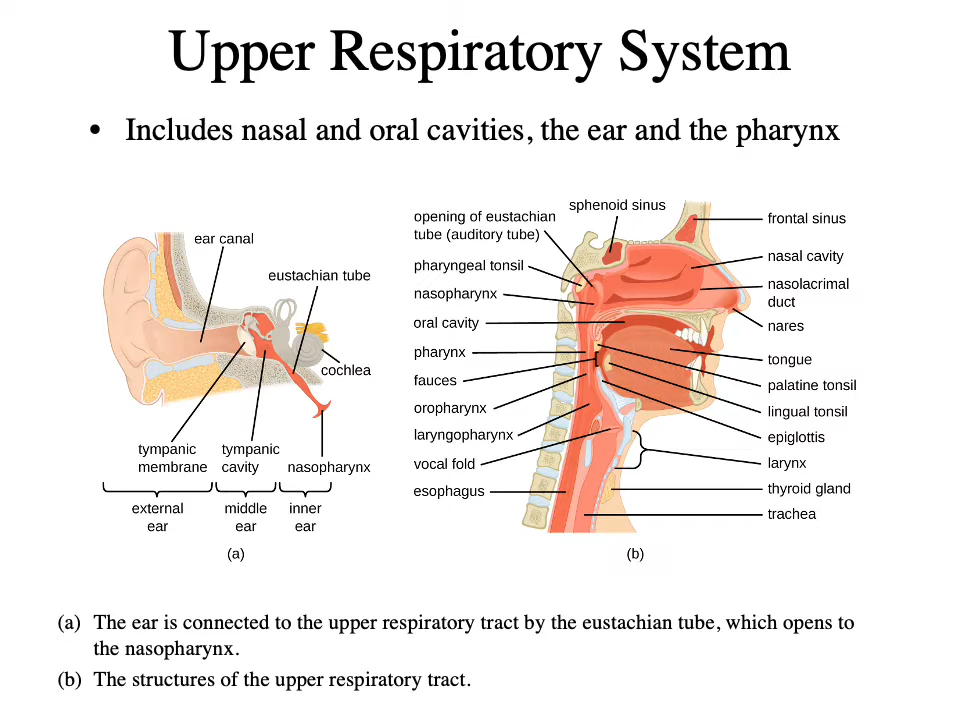 Upper Respiratory System
• Includes nasal and oral cavities, the ear and the pharynx
ear canal
eustachian tube
cochlea
tympanic
membrane
tympanic
cavity
nasopharynx
external
ear
middle
ear
inner
ear
(a)
sphenoid sinus
opening of eustachian
tube (auditory tube)
pharyngeal tonsil
nasopharynx
oral cavity
pharynx
fauces
oropharynx
laryngopharynx
vocal fold
esophagus
frontal sinus
nasal cavity
nasolacrimal
duct
nares
tongue
palatine tonsil
lingual tonsil
epiglottis
larynx
thyroid gland
trachea
(b)
(a) The ear is connected to the upper respiratory tract by the eustachian tube, which opens to
the nasopharynx.
(b) The structures of the upper respiratory tract.